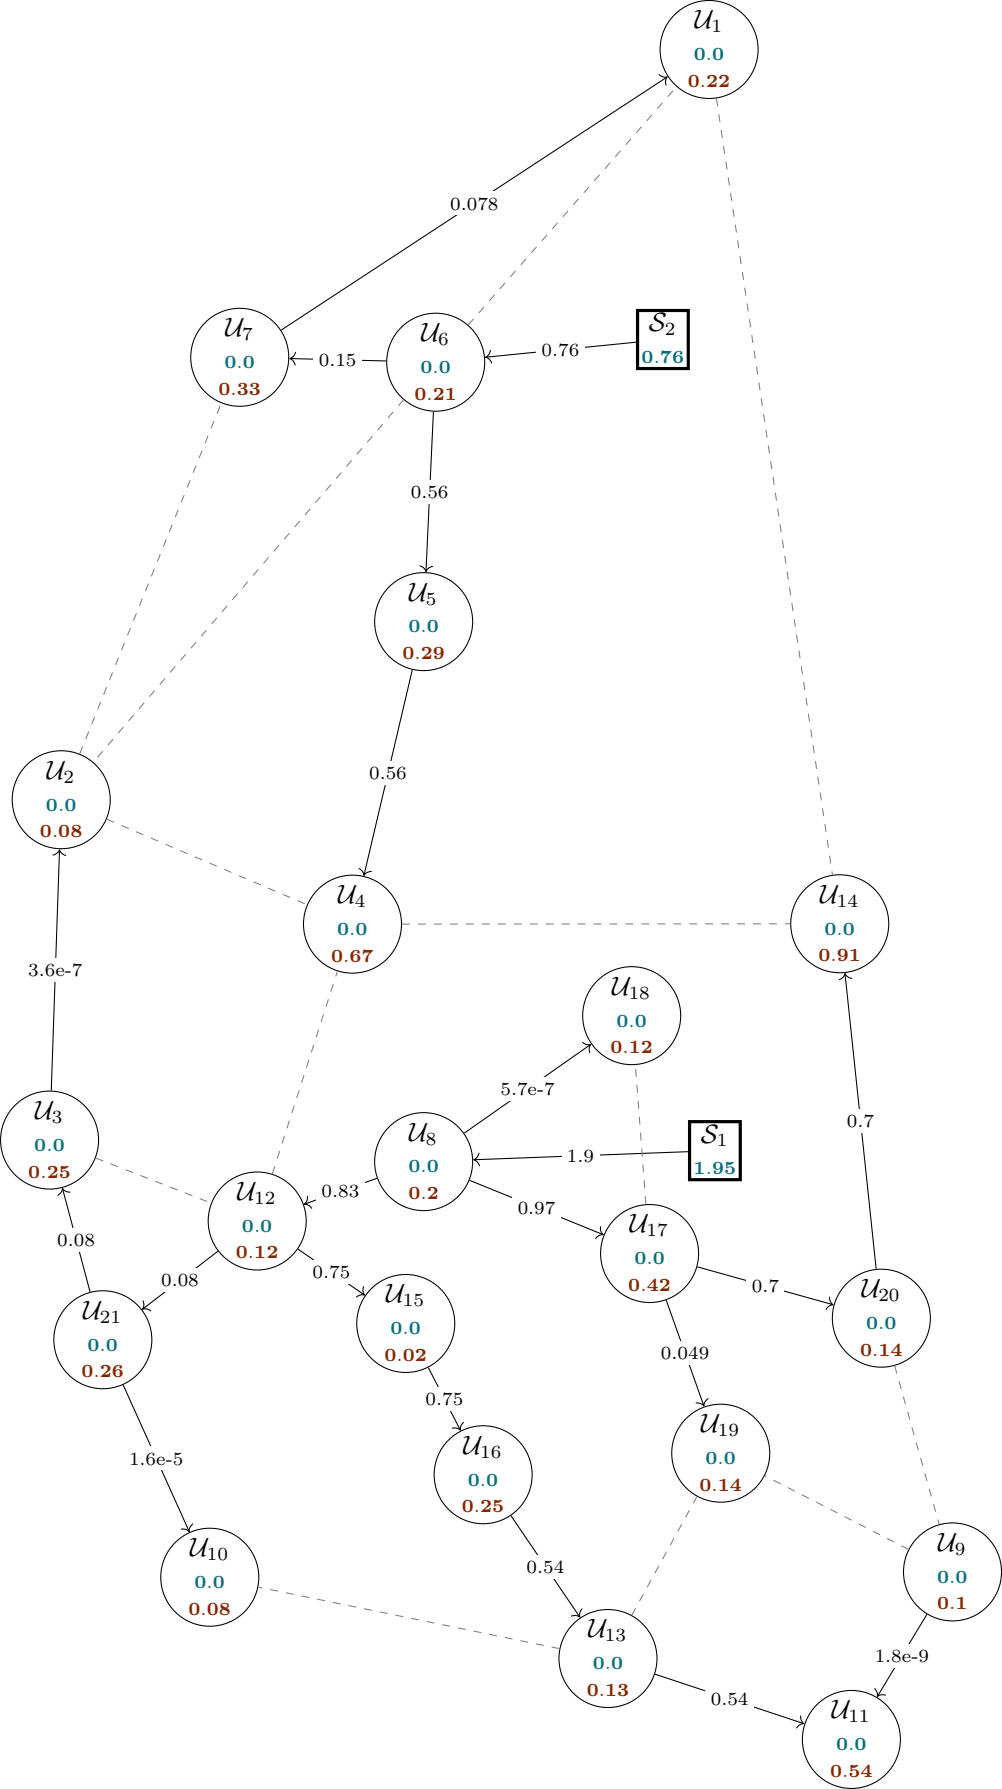 𝒰1
0.0
0.22
0.078
𝒰7
0.0
0.33
0.15
𝒰6
0.0
0.21
0.76
𝒮2
0.76
0.56
𝒰5
0.0
0.29
0.56
𝒰2
0.0
0.08
𝒰4
0.0
0.67
𝒰14
0.0
0.91
3.6e-7
𝒰18
0.0
0.12
5.7e-7
0.7
𝒰3
0.0
0.25
𝒰8
0.0
0.2
1.9
𝒮1
1.95
𝒰12
0.0
0.12
0.83
0.97
𝒰17
0.0
0.42
0.08
0.08
0.75
0.7
𝒰21
0.0
0.26
𝒰15
0.0
0.02
𝒰20
0.0
0.14
0.049
0.75
𝒰19
0.0
0.14
1.6e-5
𝒰16
0.0
0.25
𝒰10
0.0
0.08
0.54
𝒰9
0.0
0.1
𝒰13
0.0
0.13
1.8e-9
0.54
𝒰11
0.0
0.54